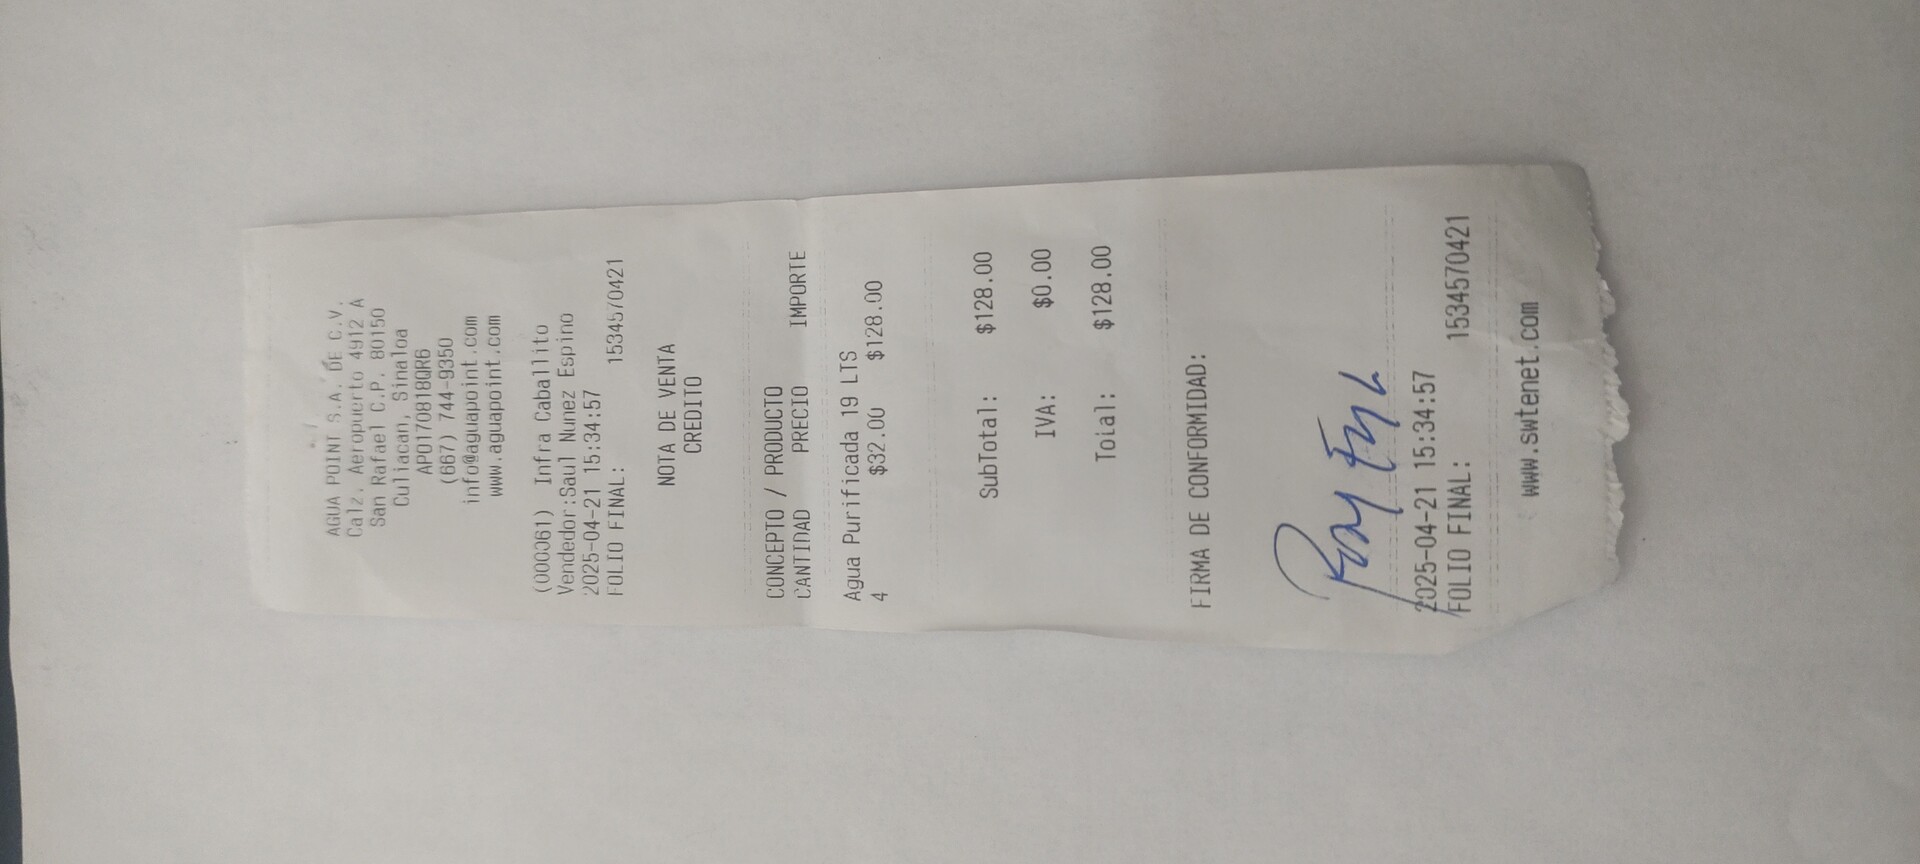 AGUA POINT S.A. DE C.V.
Calz. Aeropuerto 4912 A
San Rafael C.P. 80150
Culiacan, Sinaloa
APO170818QR6
(667) 744-9350
info@aguapoint.com
www.aguapoint.com
(000361) Infra Caballito
Vendedor:Saul Nunez Espino
2025-04-21 15:34:57
FOLIO FINAL: 1534570421
NOTA DE VENTA
CREDITO
CONCEPTO / PRODUCTO
CANTIDAD PRECIO IMPORTE
Agua Purificada 19 LTS
4 $32.00 $128.00
SubTotal: $128.00
IVA: $0.00
Total: $128.00
FIRMA DE CONFORMIDAD:
2025-04-21 15:34:57
FOLIO FINAL: 1534570421
www.swtenet.com